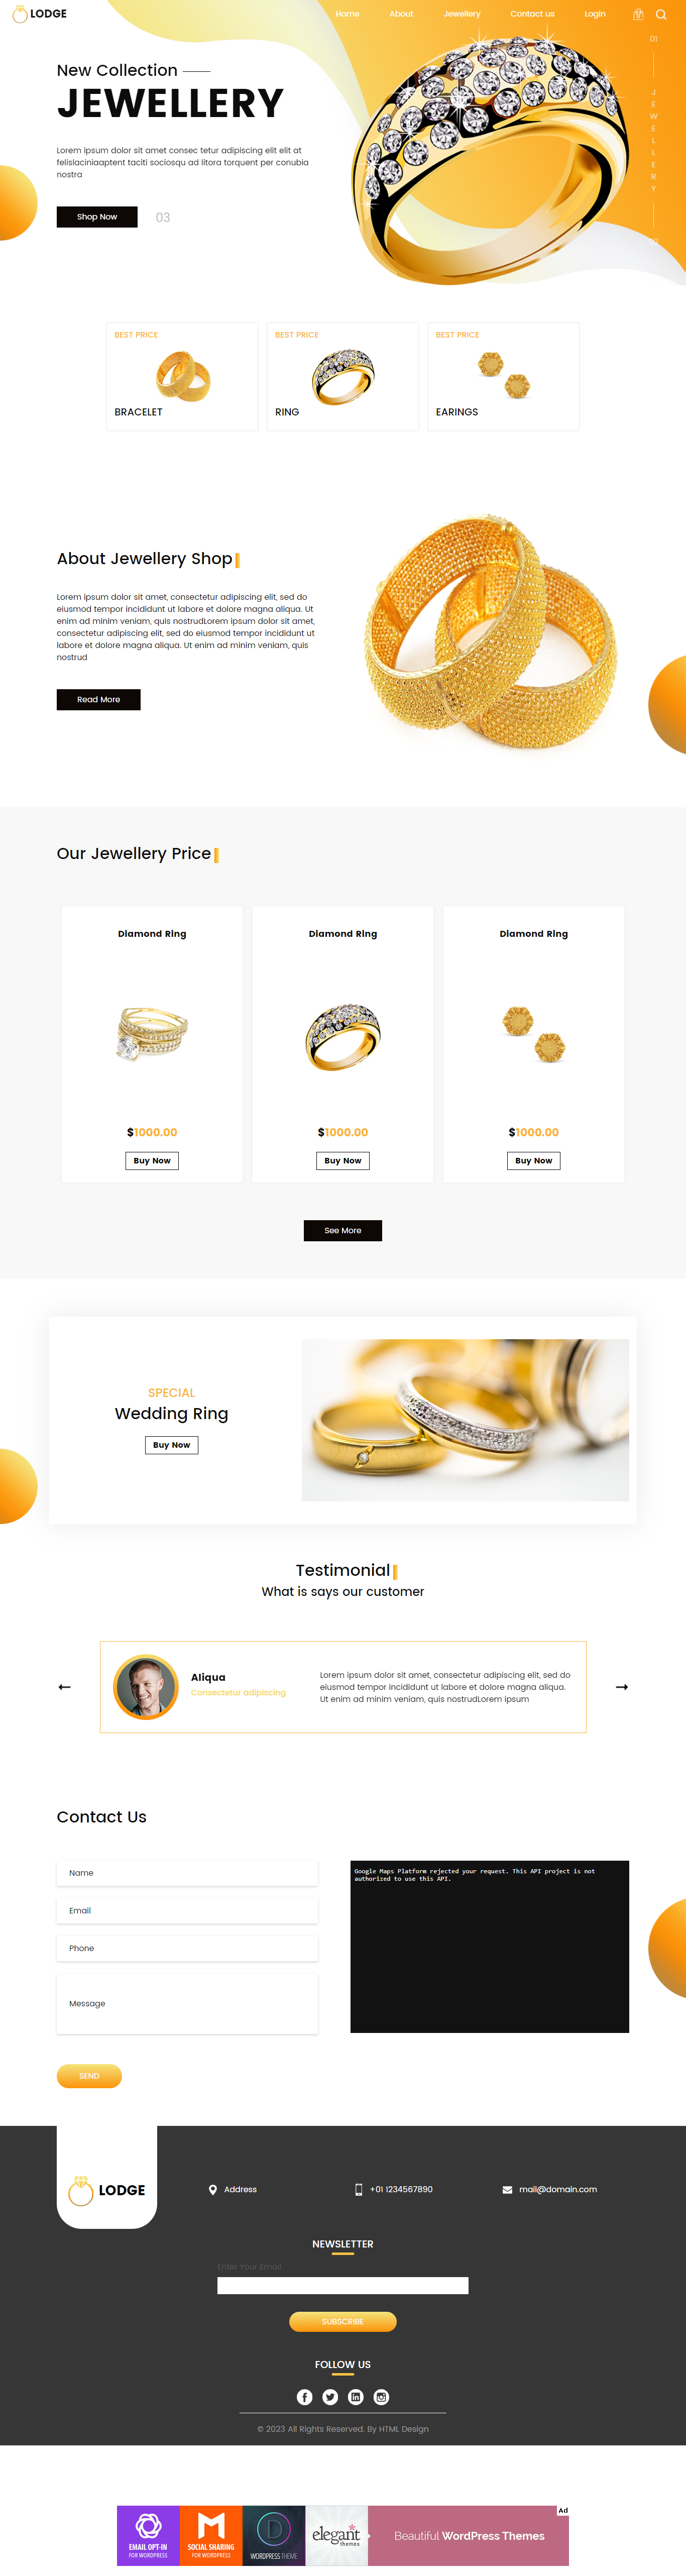 LODGE
Home About Jewellery Contact us Login
0
01
JEWELLERY
New Collection
JEWELLERY
Lorem ipsum dolor sit amet consec tetur adipiscing elit elit at
felislaciniaaptent taciti sociosqu ad litora torquent per conubia
nostra
Shop Now 03
BEST PRICE
BRACELET
BEST PRICE
RING
BEST PRICE
EARINGS
About Jewellery Shop
Lorem ipsum dolor sit amet, consectetur adipiscing elit, sed do
eiusmod tempor incididunt ut labore et dolore magna aliqua. Ut
enim ad minim veniam, quis nostrudLorem ipsum dolor sit amet,
consectetur adipiscing elit, sed do eiusmod tempor incididunt ut
labore et dolore magna aliqua. Ut enim ad minim veniam, quis
nostrud
Read More
Our Jewellery Price
Diamond Ring
$1000.00
Buy Now
Diamond Ring
$1000.00
Buy Now
Diamond Ring
$1000.00
Buy Now
See More
SPECIAL
Wedding Ring
Buy Now
Testimonial
What is says our customer
Aliqua
Consectetur adipiscing
Lorem ipsum dolor sit amet, consectetur adipiscing elit, sed do
eiusmod tempor incididunt ut labore et dolore magna aliqua.
Ut enim ad minim veniam, quis nostrudLorem ipsum
Contact Us
Name
Email
Phone
Message
SEND
Google Maps Platform rejected your request. This API project is not
authorized to use this API.
LODGE
Address
+01 1234567890
mail@domain.com
NEWSLETTER
Enter Your Email
SUBSCRIBE
FOLLOW US
© 2023 All Rights Reserved. By HTML Design
Ad
EMAIL OPT-IN
FOR WORDPRESS
SOCIAL SHARING
FOR WORDPRESS
D
WORDPRESS THEME
elegant
themes
Beautiful WordPress Themes